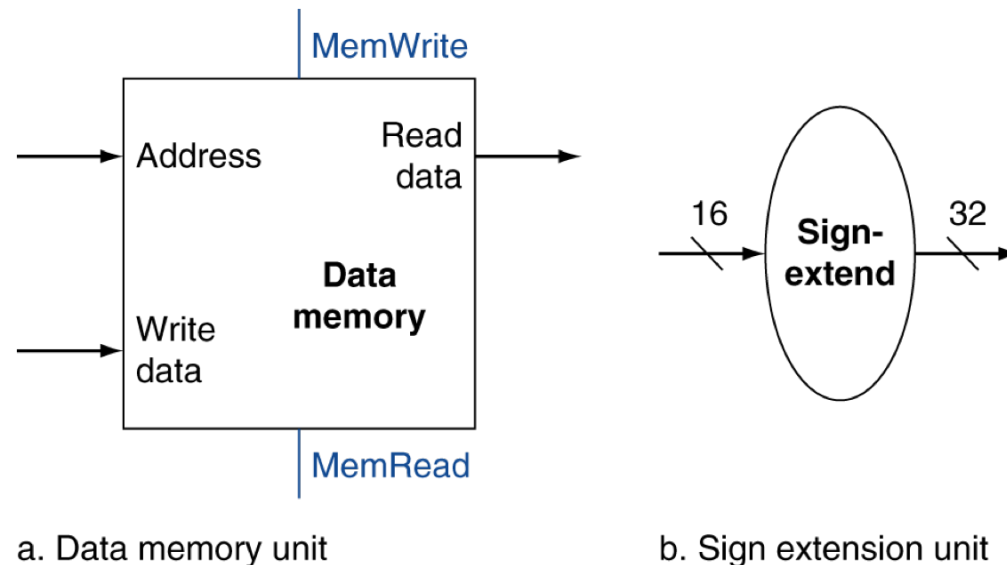 MemWrite
Address
Read
data
Data
memory
Write
data
MemRead
a. Data memory unit
16
Sign-
extend
32
b. Sign extension unit